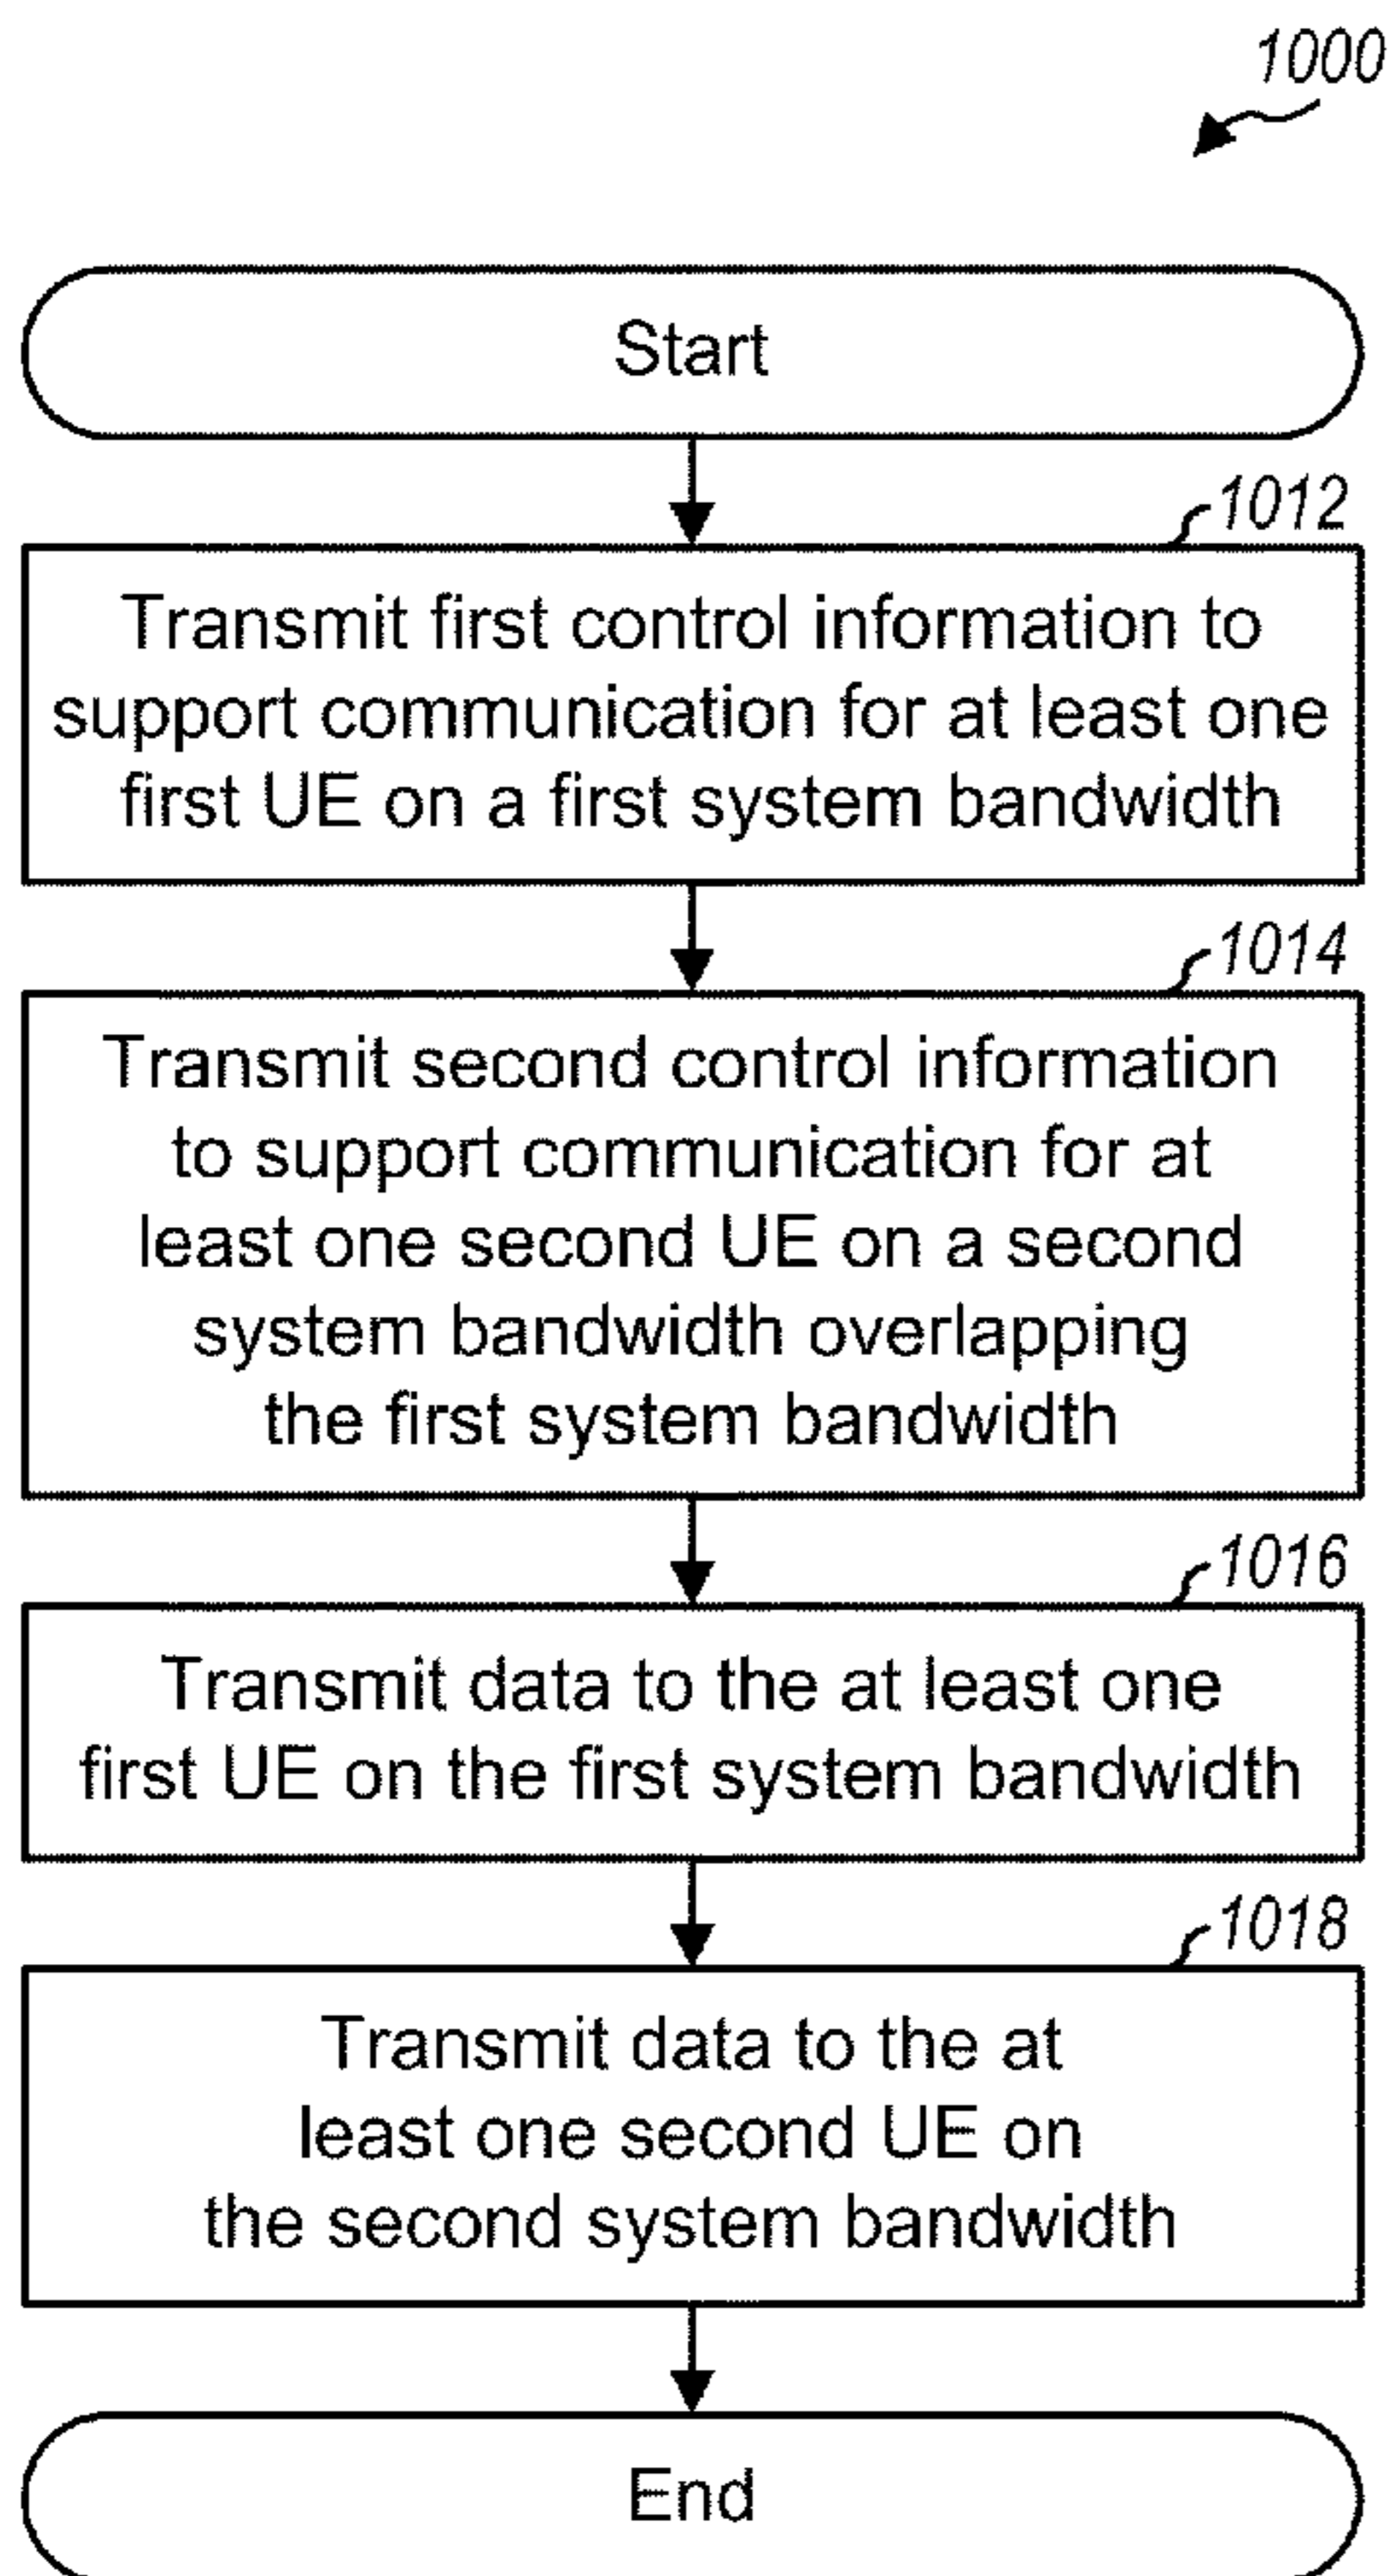 1000
Start
1012
Transmit first control information to
support communication for at least one
first UE on a first system bandwidth
1014
Transmit second control information
to support communication for at
least one second UE on a second
system bandwidth overlapping
the first system bandwidth
1016
Transmit data to the at least one
first UE on the first system bandwidth
1018
Transmit data to the at
least one second UE on
the second system bandwidth
End